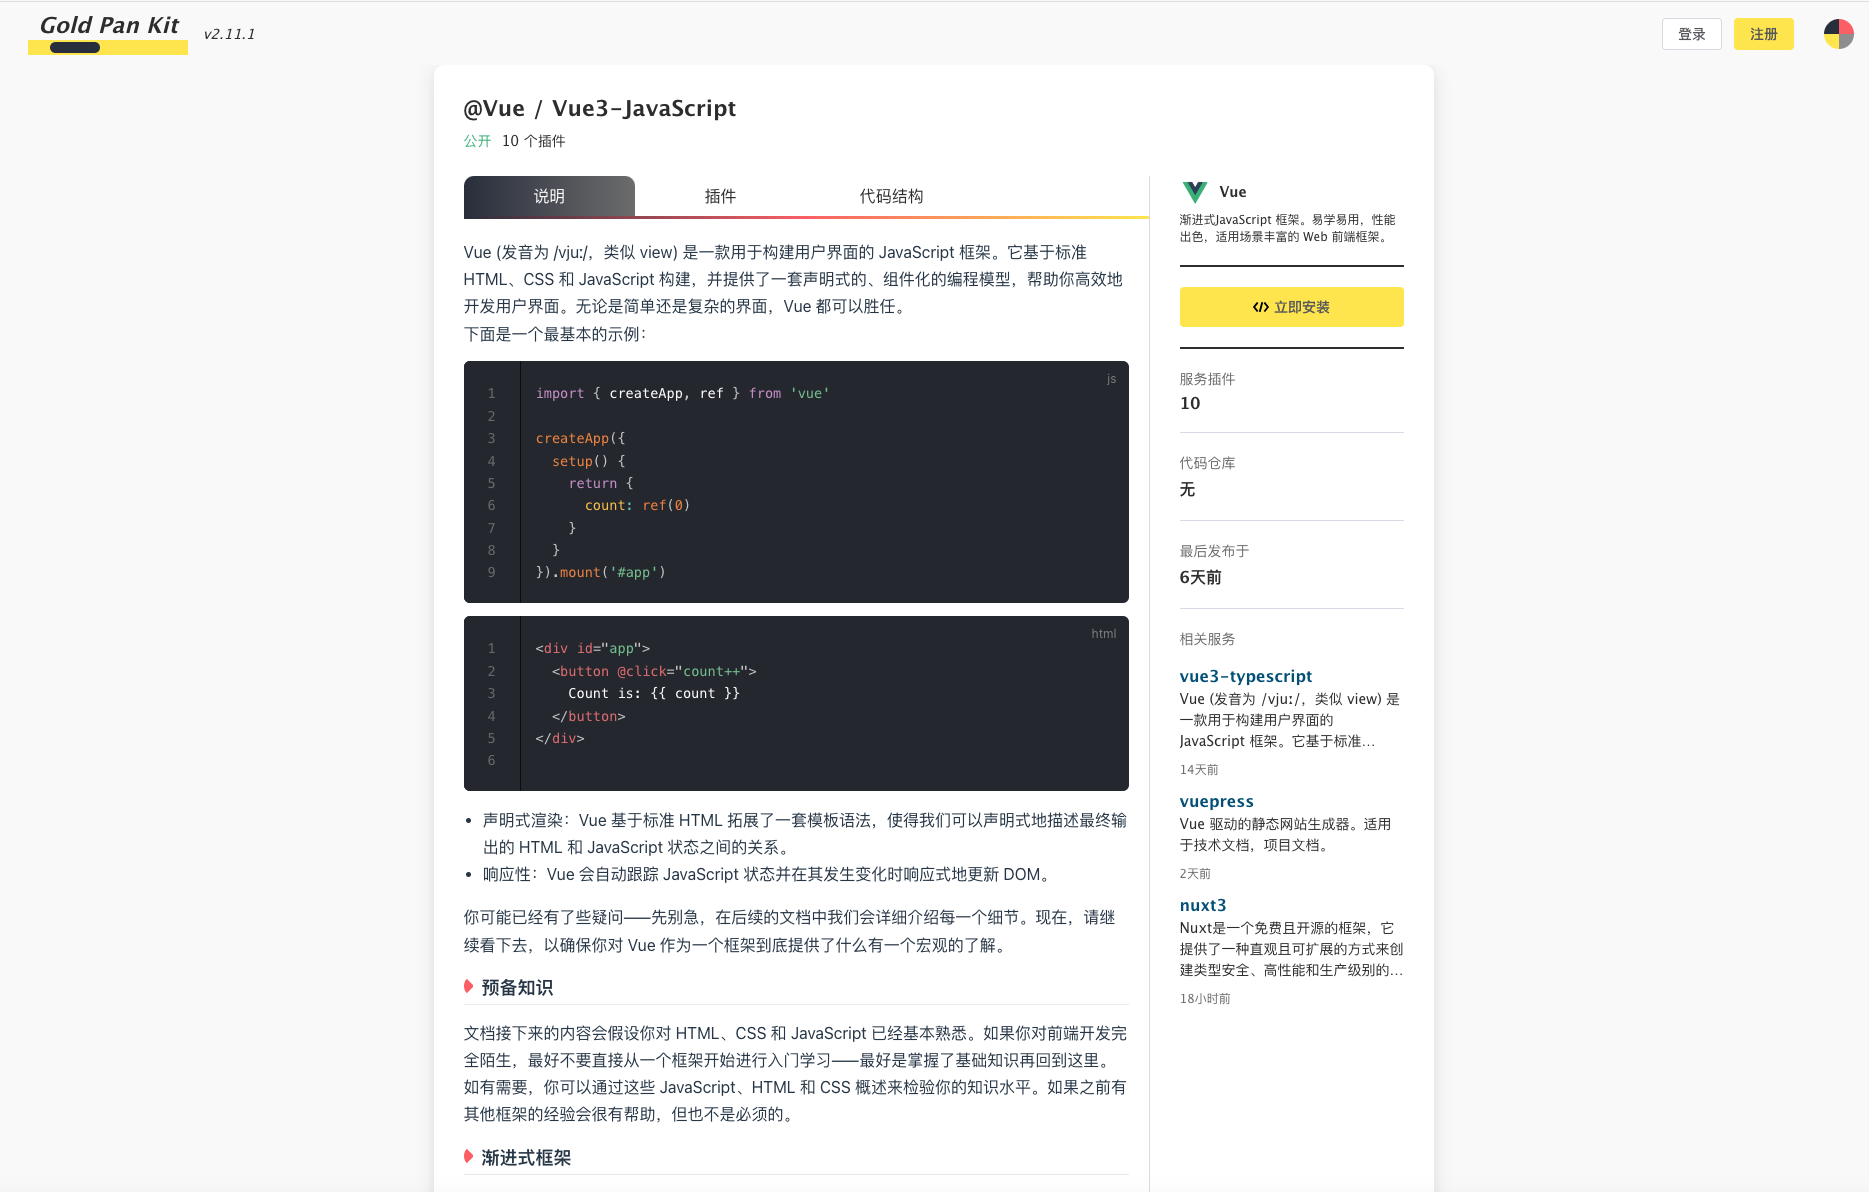 Gold Pan Kit
v2.11.1
登录
注册
@Vue / Vue3-JavaScript
公开 10 个插件
说明
插件
代码结构
Vue (发音为 /vjuː/，类似 view) 是一款用于构建用户界面的 JavaScript 框架。它基于标准
HTML、CSS 和 JavaScript 构建，并提供了一套声明式的、组件化的编程模型，帮助你高效地
开发用户界面。无论是简单还是复杂的界面，Vue 都可以胜任。
下面是一个最基本的示例：
js
1 import { createApp, ref } from 'vue'
2
3 createApp({
4   setup() {
5     return {
6       count: ref(0)
7     }
8   }
9 }).mount('#app')
html
1 <div id="app">
2   <button @click="count++">
3     Count is: {{ count }}
4   </button>
5 </div>
6
• 声明式渲染：Vue 基于标准 HTML 拓展了一套模板语法，使得我们可以声明式地描述最终输
出的 HTML 和 JavaScript 状态之间的关系。
• 响应性：Vue 会自动跟踪 JavaScript 状态并在其发生变化时响应式地更新 DOM。
你可能已经有了些疑问——先别急，在后续的文档中我们会详细介绍每一个细节。现在，请继
续看下去，以确保你对 Vue 作为一个框架到底提供了什么有一个宏观的了解。
预备知识
文档接下来的内容会假设你对 HTML、CSS 和 JavaScript 已经基本熟悉。如果你对前端开发完
全陌生，最好不要直接从一个框架开始进行入门学习——最好是掌握了基础知识再回到这里。
如有需要，你可以通过这些 JavaScript、HTML 和 CSS 概述来检验你的知识水平。如果之前有
其他框架的经验会很有帮助，但也不是必须的。
渐进式框架
Vue
渐进式JavaScript 框架。易学易用，性能
出色，适用场景丰富的 Web 前端框架。
立即安装
服务插件
10
代码仓库
无
最后发布于
6天前
相关服务
vue3-typescript
Vue (发音为 /vjuː/，类似 view) 是
一款用于构建用户界面的
JavaScript 框架。它基于标准…
14天前
vuepress
Vue 驱动的静态网站生成器。适用
于技术文档，项目文档。
2天前
nuxt3
Nuxt是一个免费且开源的框架，它
提供了一种直观且可扩展的方式来创
建类型安全、高性能和生产级别的…
18小时前